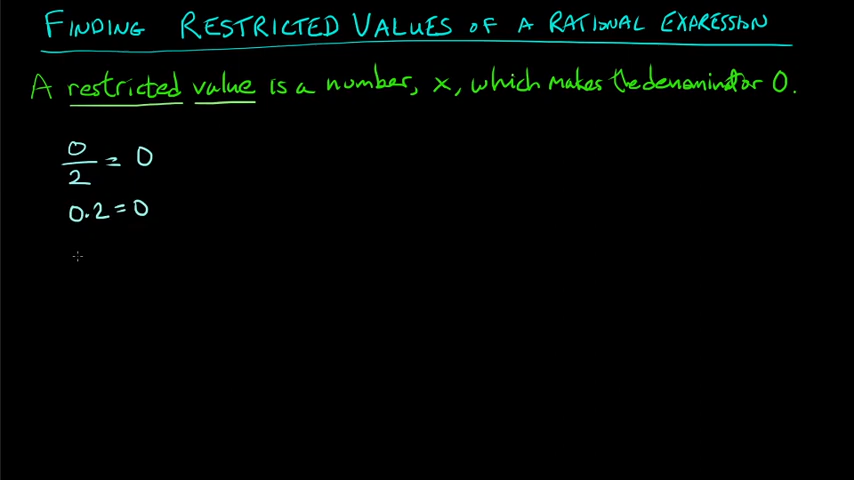 FINDING RESTRICTED VALUES OF A RATIONAL EXPRESSION
A restricted value is a number, x, which makes the denominator 0.
0/2 = 0
0.2 = 0